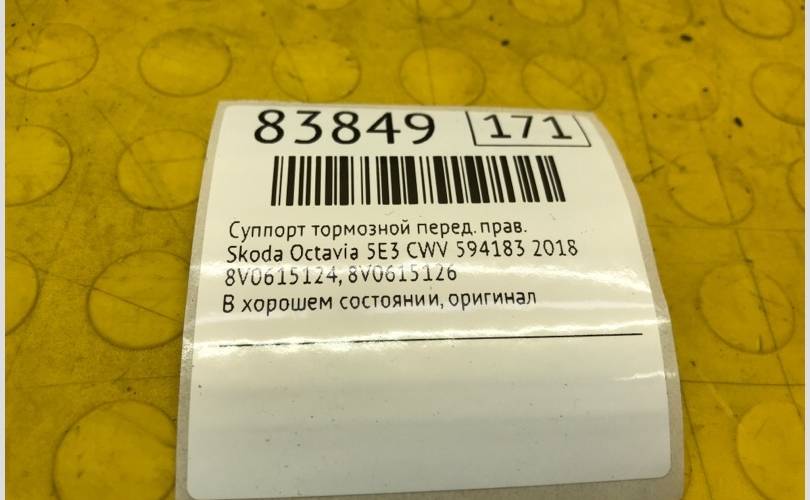 83849 171
Суппорт тормозной перед. прав.
Skoda Octavia 5E3 CWV 594183 2018
8V0615124, 8V0615126
В хорошем состоянии, оригинал